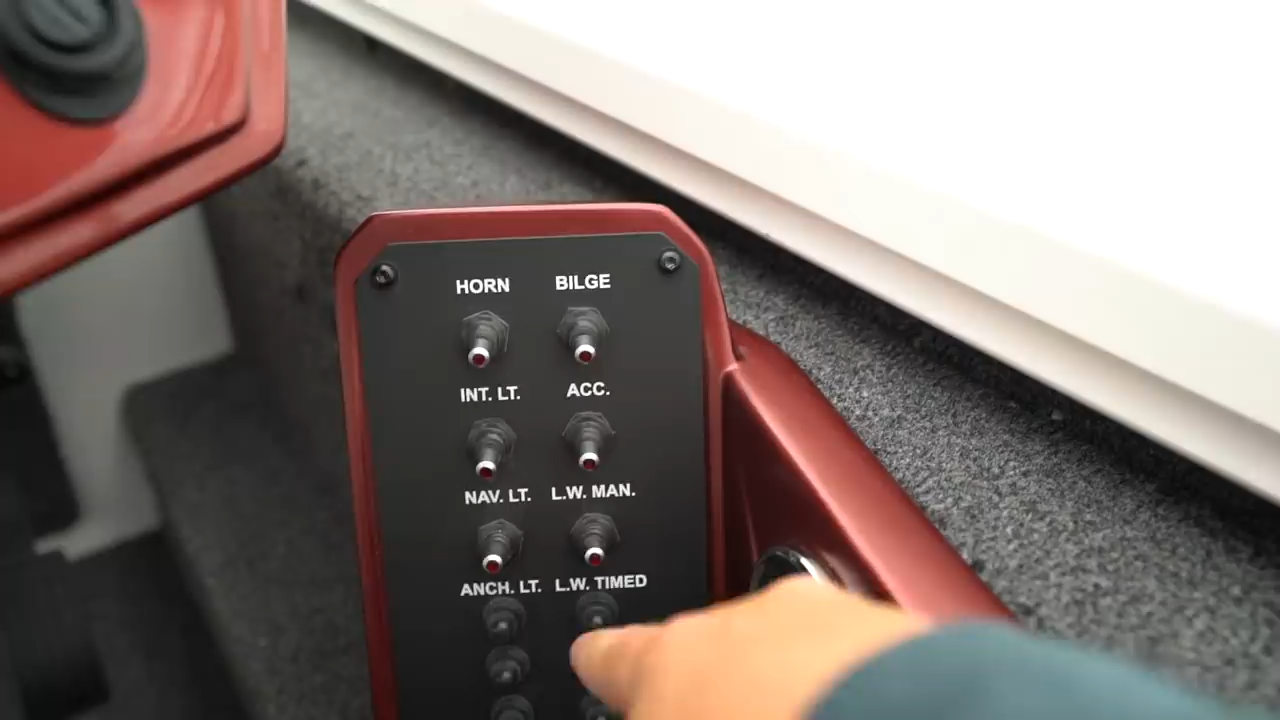 HORN BILGE
INT. LT. ACC.
NAV. LT. L.W. MAN.
ANCH. LT. L.W. TIMED